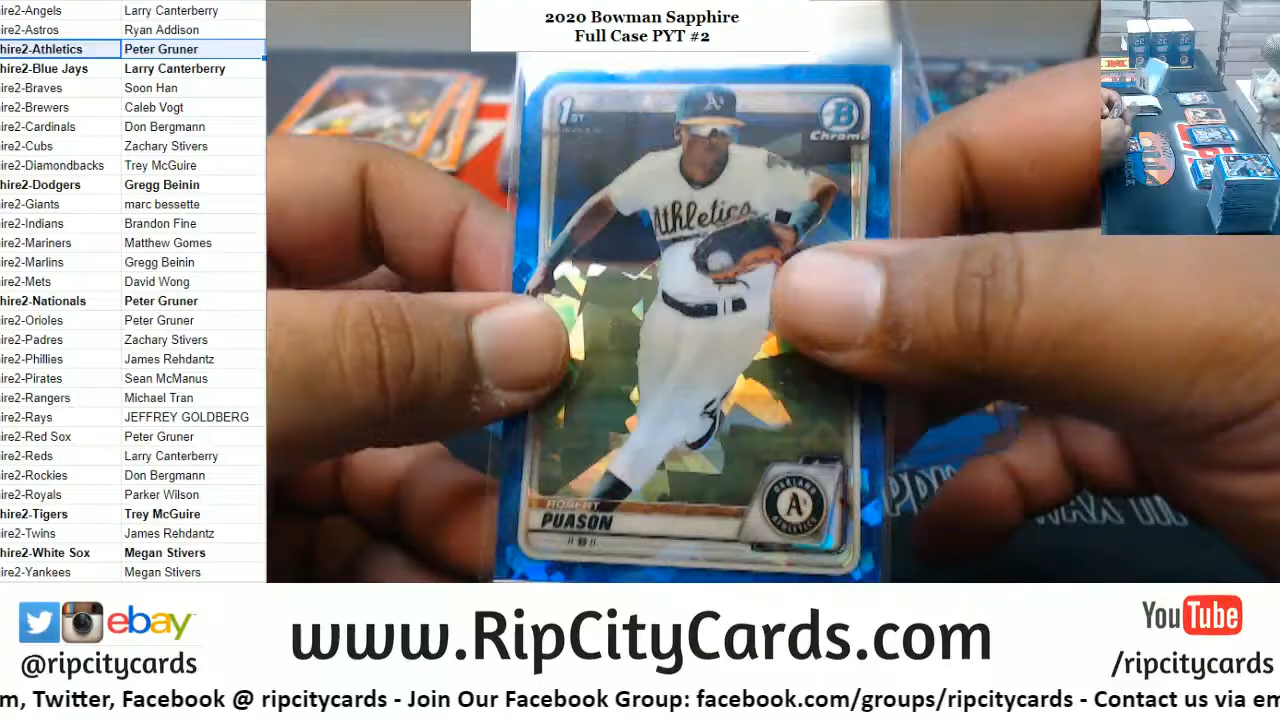 2020 Bowman Sapphire
Full Case PYT #2
ire2-Angels Larry Canterberry
ire2-Astros Ryan Addison
hire2-Athletics Peter Gruner
hire2-Blue Jays Larry Canterberry
ire2-Braves Soon Han
ire2-Brewers Caleb Vogt
ire2-Cardinals Don Bergmann
ire2-Cubs Zachary Stivers
ire2-Diamondbacks Trey McGuire
hire2-Dodgers Gregg Beinin
ire2-Giants marc bessette
ire2-Indians Brandon Fine
ire2-Mariners Matthew Gomes
ire2-Marlins Gregg Beinin
ire2-Mets David Wong
hire2-Nationals Peter Gruner
ire2-Orioles Peter Gruner
ire2-Padres Zachary Stivers
ire2-Phillies James Rehdantz
ire2-Pirates Sean McManus
ire2-Rangers Michael Tran
ire2-Rays JEFFREY GOLDBERG
ire2-Red Sox Peter Gruner
ire2-Reds Larry Canterberry
ire2-Rockies Don Bergmann
ire2-Royals Parker Wilson
hire2-Tigers Trey McGuire
ire2-Twins James Rehdantz
hire2-White Sox Megan Stivers
ire2-Yankees Megan Stivers
1ST
B
Chrome
A's
Athletics
ROBERT
PUASON
OAKLAND
A's
ATHLETICS
WAX
ebay
@ripcitycards
www.RipCityCards.com
YouTube
/ripcitycards
m, Twitter, Facebook @ ripcitycards - Join Our Facebook Group: facebook.com/groups/ripcitycards - Contact us via em